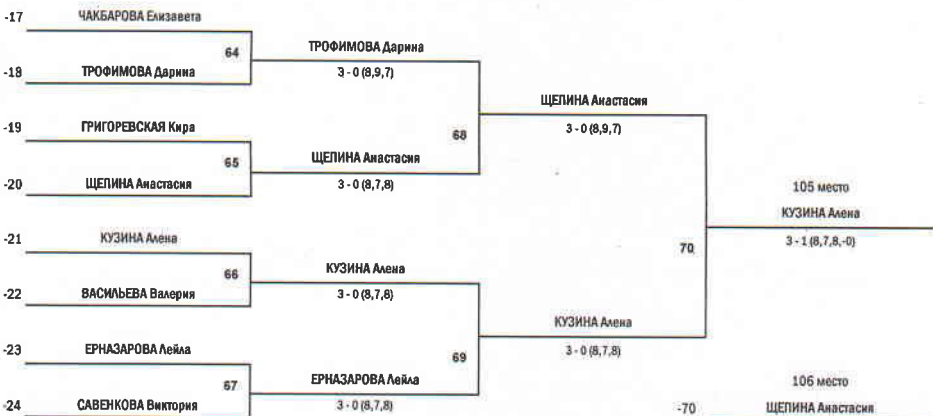 -17 ЧАКБАРОВА Елизавета
64 ТРОФИМОВА Дарина
-18 ТРОФИМОВА Дарина 3 - 0 (8,9,7)
ЩЕПИНА Анастасия
-19 ГРИГОРЕВСКАЯ Кира 68 3 - 0 (8,9,7)
65 ЩЕПИНА Анастасия
-20 ЩЕПИНА Анастасия 3 - 0 (8,7,8)
105 место
КУЗИНА Алена
-21 КУЗИНА Алена 70 3 - 1 (8,7,8,-0)
66 КУЗИНА Алена
-22 ВАСИЛЬЕВА Валерия 3 - 0 (8,7,8)
КУЗИНА Алена
-23 ЕРНАЗАРОВА Лейла 69 3 - 0 (8,7,8)
67 ЕРНАЗАРОВА Лейла 106 место
-24 САВЕНКОВА Виктория 3 - 0 (8,7,8) -70 ЩЕПИНА Анастасия